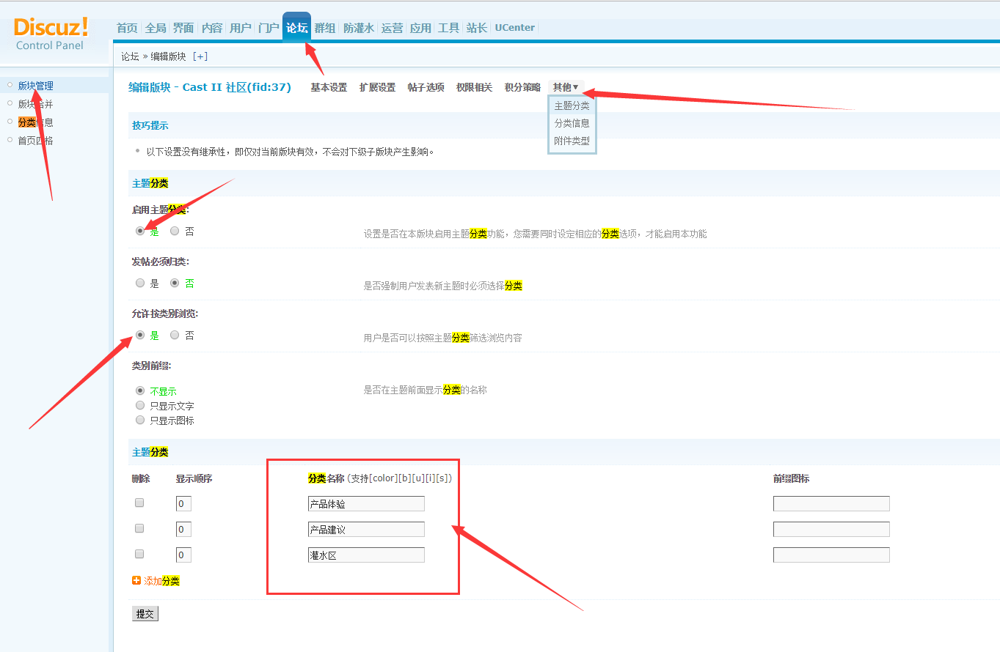 Discuz!
Control Panel
首页 全局 界面 内容 用户 门户 论坛 群组 防灌水 运营 应用 工具 站长 UCenter
论坛 » 编辑版块 [+]
版块管理
版块合并
分类信息
首页四格
编辑版块 - Cast II 社区(fid:37) 基本设置 扩展设置 帖子选项 权限相关 积分策略 其他▼
主题分类
分类信息
附件类型
技巧提示
以下设置没有继承性，即仅对当前版块有效，不会对下级子版块产生影响。
主题分类
启用主题分类:
是 否 设置是否在本版块启用主题分类功能，您需要同时设定相应的分类选项，才能启用本功能
发帖必须归类:
是 否 是否强制用户发表新主题时必须选择分类
允许按类别浏览:
是 否 用户是否可以按照主题分类筛选浏览内容
类别前缀:
不显示 是否在主题前面显示分类的名称
只显示文字
只显示图标
主题分类
删除 显示顺序 分类名称 (支持[color][b][u][i][s]) 前缀图标
0 产品体验
0 产品建议
0 灌水区
添加分类
提交